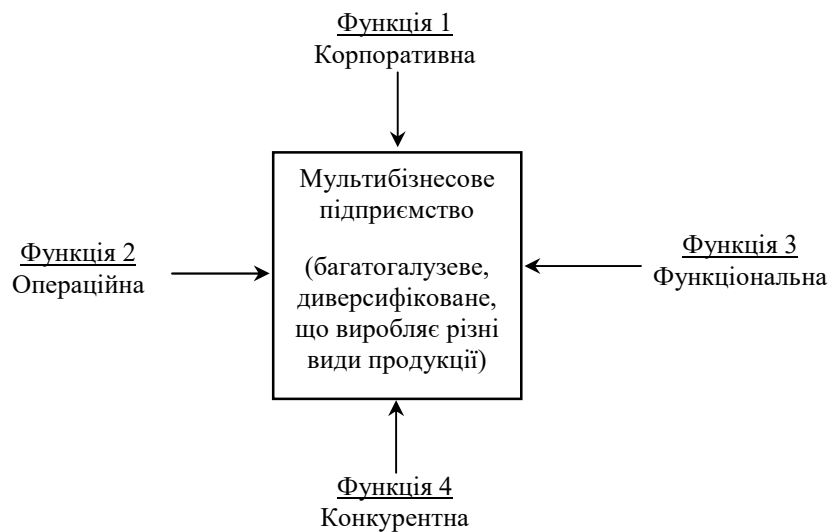 Функція 1
Корпоративна
Мультибізнесове
підприємство
(багатогалузеве,
диверсифіковане,
що виробляє різні
види продукції)
Функція 2
Операційна
Функція 3
Функціональна
Функція 4
Конкурентна